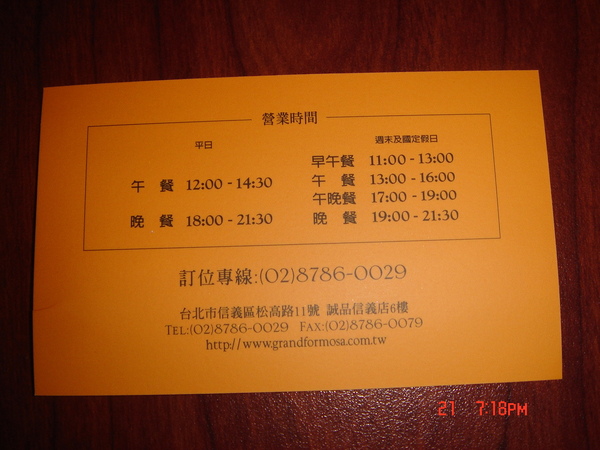 營業時間
平日
午 餐 12:00 - 14:30
晚 餐 18:00 - 21:30
週末及國定假日
早午餐 11:00 - 13:00
午 餐 13:00 - 16:00
午晚餐 17:00 - 19:00
晚 餐 19:00 - 21:30
訂位專線:(02)8786-0029
台北市信義區松高路11號 誠品信義店6樓
TEL:(02)8786-0029 FAX:(02)8786-0079
http://www.grandformosa.com.tw
21 7:18PM